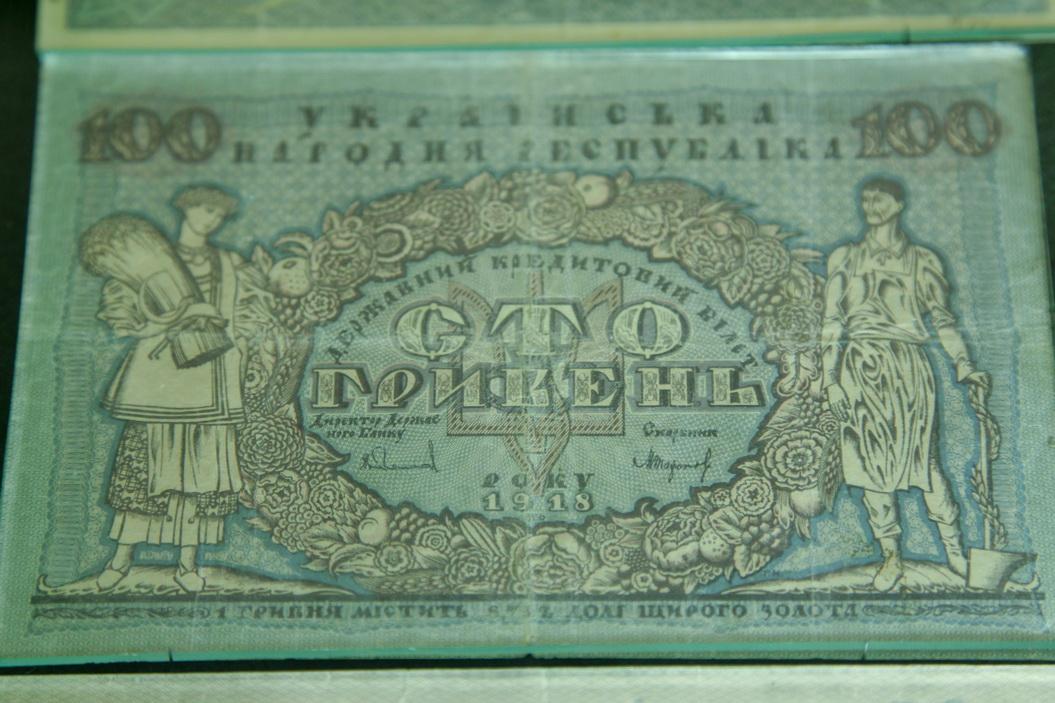 100 УКРАЇНСЬКА 100
НАРОДНЯ РЕСПУБЛІКА
ДЕРЖАВНИЙ КРЕДИТОВИЙ БІЛЕТ
СТО
ГРИВЕНЬ
Директор Держав
ного Банку
Скарбник
РОКУ
1918
1 ГРИВНЯ МІСТИТЬ ДОЛІ ЩИРОГО ЗОЛОТА